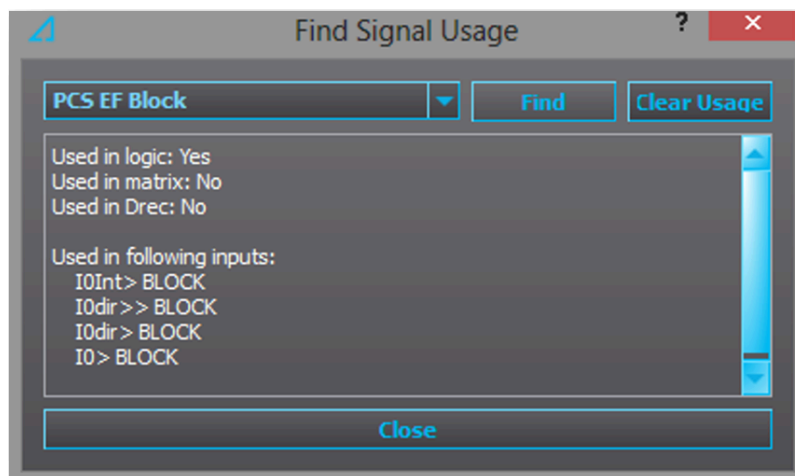 Find Signal Usage
?
PCS EF Block
Find
Clear Usage
Used in logic: Yes
Used in matrix: No
Used in Drec: No
Used in following inputs:
I0Int> BLOCK
I0dir>> BLOCK
I0dir> BLOCK
I0> BLOCK
Close